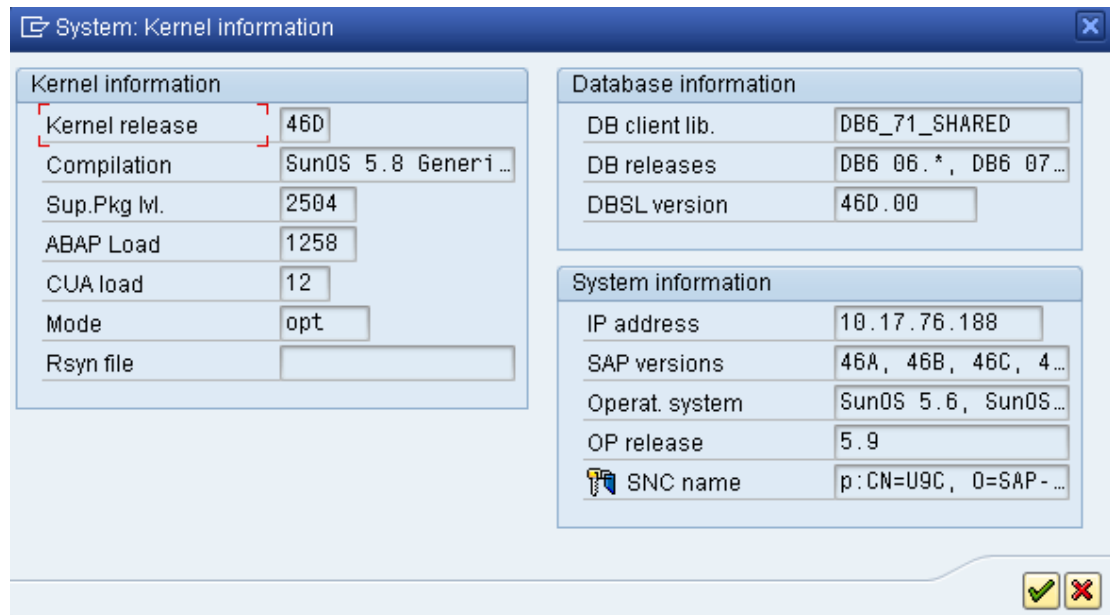 System: Kernel information
Kernel information
Kernel release 46D
Compilation SunOS 5.8 Generi...
Sup.Pkg lvl. 2504
ABAP Load 1258
CUA load 12
Mode opt
Rsyn file
Database information
DB client lib. DB6_71_SHARED
DB releases DB6 06.*, DB6 07...
DBSL version 46D.00
System information
IP address 10.17.76.188
SAP versions 46A, 46B, 46C, 4...
Operat. system SunOS 5.6, SunOS...
OP release 5.9
SNC name p:CN=U9C, O=SAP-...